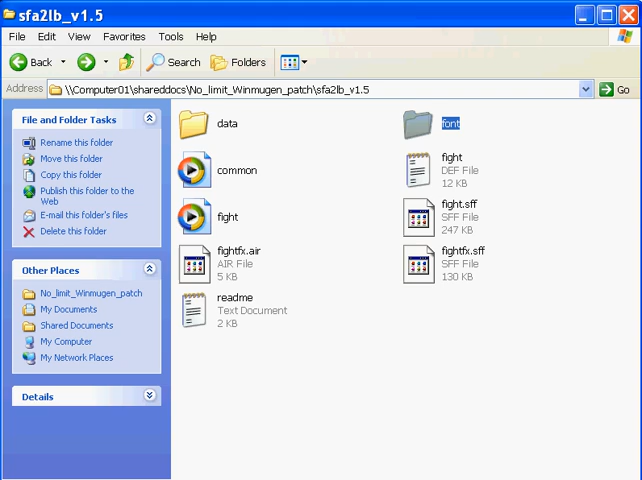 sfa2lb_v1.5
File Edit View Favorites Tools Help
Back Search Folders
Address \\Computer01\shareddocs\No_limit_Winmugen_patch\sfa2lb_v1.5 Go
File and Folder Tasks
Rename this folder
Move this folder
Copy this folder
Publish this folder to the
Web
E-mail this folder's files
Delete this folder
Other Places
No_limit_Winmugen_patch
My Documents
Shared Documents
My Computer
My Network Places
Details
data
font
common
fight
DEF File
12 KB
fight
fight.sff
SFF File
247 KB
fightfx.air
AIR File
5 KB
fightfx.sff
SFF File
130 KB
readme
Text Document
2 KB